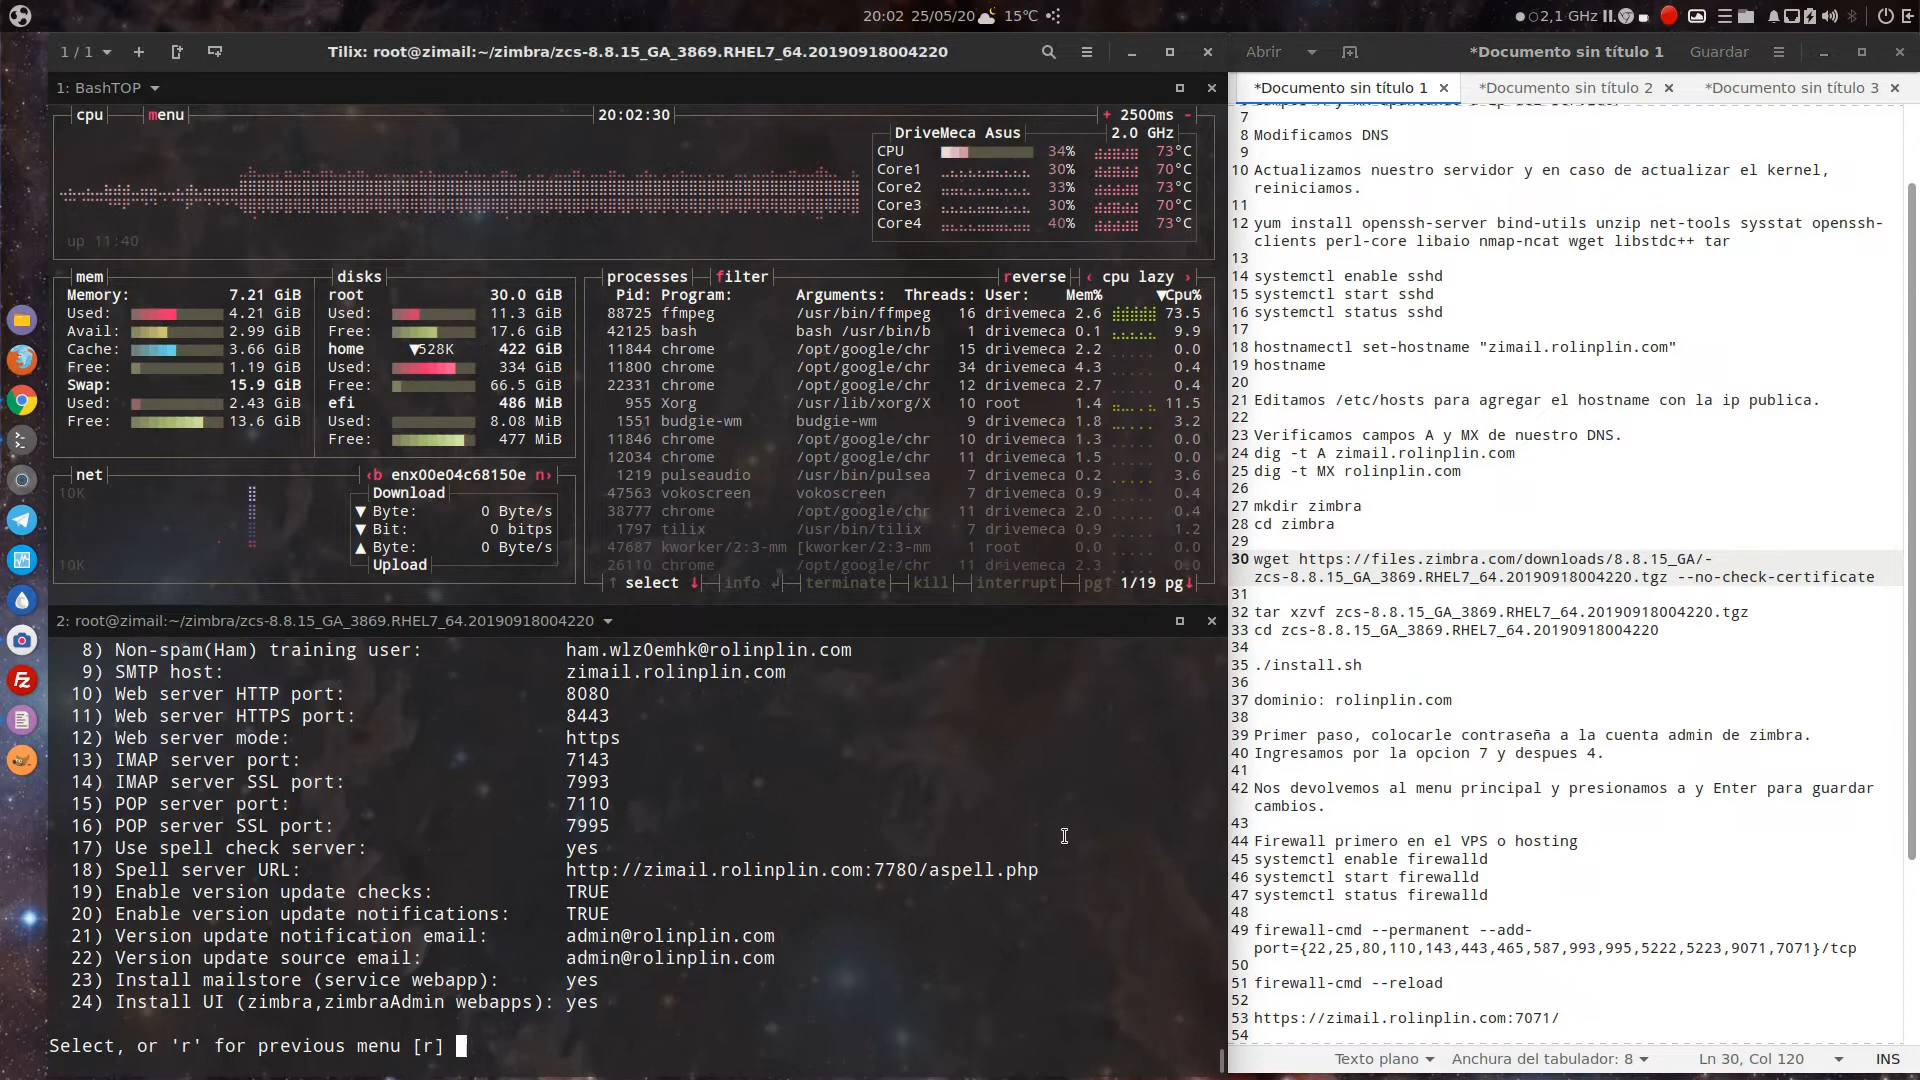 20:02 25/05/20 15℃ 2,1 GHz
1 / 1 Tilix: root@zimail:~/zimbra/zcs-8.8.15_GA_3869.RHEL7_64.20190918004220
1: BashTOP
cpu menu 20:02:30 + 2500ms -
DriveMeca Asus 2.0 GHz
CPU 34% 73°C
Core1 30% 70°C
Core2 33% 73°C
Core3 30% 70°C
Core4 40% 73°C
up 11:40
mem
Memory: 7.21 GiB
Used: 4.21 GiB
Avail: 2.99 GiB
Cache: 3.66 GiB
Free: 1.19 GiB
Swap: 15.9 GiB
Used: 2.43 GiB
Free: 13.6 GiB
disks
root 30.0 GiB
Used: 11.3 GiB
Free: 17.6 GiB
home ▼528K 422 GiB
Used: 334 GiB
Free: 66.5 GiB
efi 486 MiB
Used: 8.08 MiB
Free: 477 MiB
net ‹b enx00e04c68150e n›
10K
10K
Download
▼ Byte: 0 Byte/s
▼ Bit: 0 bitps
▲ Byte: 0 Byte/s
Upload
processes filter reverse ‹ cpu lazy ›
Pid: Program: Arguments: Threads: User: Mem% ▼Cpu%
88725 ffmpeg /usr/bin/ffmpeg 16 drivemeca 2.6 73.5
42125 bash bash /usr/bin/b 1 drivemeca 0.1 9.9
11844 chrome /opt/google/chr 15 drivemeca 2.2 0.0
11800 chrome /opt/google/chr 34 drivemeca 4.3 0.4
22331 chrome /opt/google/chr 12 drivemeca 2.7 0.4
955 Xorg /usr/lib/xorg/X 10 root 1.4 11.5
1551 budgie-wm budgie-wm 9 drivemeca 1.8 3.2
11846 chrome /opt/google/chr 10 drivemeca 1.3 0.0
12034 chrome /opt/google/chr 11 drivemeca 1.5 0.0
1219 pulseaudio /usr/bin/pulsea 7 drivemeca 0.2 3.6
47563 vokoscreen vokoscreen 7 drivemeca 0.9 0.4
38777 chrome /opt/google/chr 11 drivemeca 2.0 0.4
1797 tilix /usr/bin/tilix 7 drivemeca 0.9 1.2
47687 kworker/2:3-mm [kworker/2:3-mm 1 root 0.0 0.0
26110 chrome /opt/google/chr 11 drivemeca 2.3 0.0
↑ select ↓ info ↲ terminate kill interrupt pg↑ 1/19 pg↓
2: root@zimail:~/zimbra/zcs-8.8.15_GA_3869.RHEL7_64.20190918004220
8) Non-spam(Ham) training user: ham.wlz0emhk@rolinplin.com
9) SMTP host: zimail.rolinplin.com
10) Web server HTTP port: 8080
11) Web server HTTPS port: 8443
12) Web server mode: https
13) IMAP server port: 7143
14) IMAP server SSL port: 7993
15) POP server port: 7110
16) POP server SSL port: 7995
17) Use spell check server: yes
18) Spell server URL: http://zimail.rolinplin.com:7780/aspell.php
19) Enable version update checks: TRUE
20) Enable version update notifications: TRUE
21) Version update notification email: admin@rolinplin.com
22) Version update source email: admin@rolinplin.com
23) Install mailstore (service webapp): yes
24) Install UI (zimbra,zimbraAdmin webapps): yes
Select, or 'r' for previous menu [r]
Abrir *Documento sin título 1 Guardar
*Documento sin título 1 *Documento sin título 2 *Documento sin título 3
7
8 Modificamos DNS
9
10 Actualizamos nuestro servidor y en caso de actualizar el kernel,
reiniciamos.
11
12 yum install openssh-server bind-utils unzip net-tools sysstat openssh-
clients perl-core libaio nmap-ncat wget libstdc++ tar
13
14 systemctl enable sshd
15 systemctl start sshd
16 systemctl status sshd
17
18 hostnamectl set-hostname "zimail.rolinplin.com"
19 hostname
20
21 Editamos /etc/hosts para agregar el hostname con la ip publica.
22
23 Verificamos campos A y MX de nuestro DNS.
24 dig -t A zimail.rolinplin.com
25 dig -t MX rolinplin.com
26
27 mkdir zimbra
28 cd zimbra
29
30 wget https://files.zimbra.com/downloads/8.8.15_GA/-
zcs-8.8.15_GA_3869.RHEL7_64.20190918004220.tgz --no-check-certificate
31
32 tar xzvf zcs-8.8.15_GA_3869.RHEL7_64.20190918004220.tgz
33 cd zcs-8.8.15_GA_3869.RHEL7_64.20190918004220
34
35 ./install.sh
36
37 dominio: rolinplin.com
38
39 Primer paso, colocarle contraseña a la cuenta admin de zimbra.
40 Ingresamos por la opcion 7 y despues 4.
41
42 Nos devolvemos al menu principal y presionamos a y Enter para guardar
cambios.
43
44 Firewall primero en el VPS o hosting
45 systemctl enable firewalld
46 systemctl start firewalld
47 systemctl status firewalld
48
49 firewall-cmd --permanent --add-
port={22,25,80,110,143,443,465,587,993,995,5222,5223,9071,7071}/tcp
50
51 firewall-cmd --reload
52
53 https://zimail.rolinplin.com:7071/
54
Texto plano Anchura del tabulador: 8 Ln 30, Col 120 INS